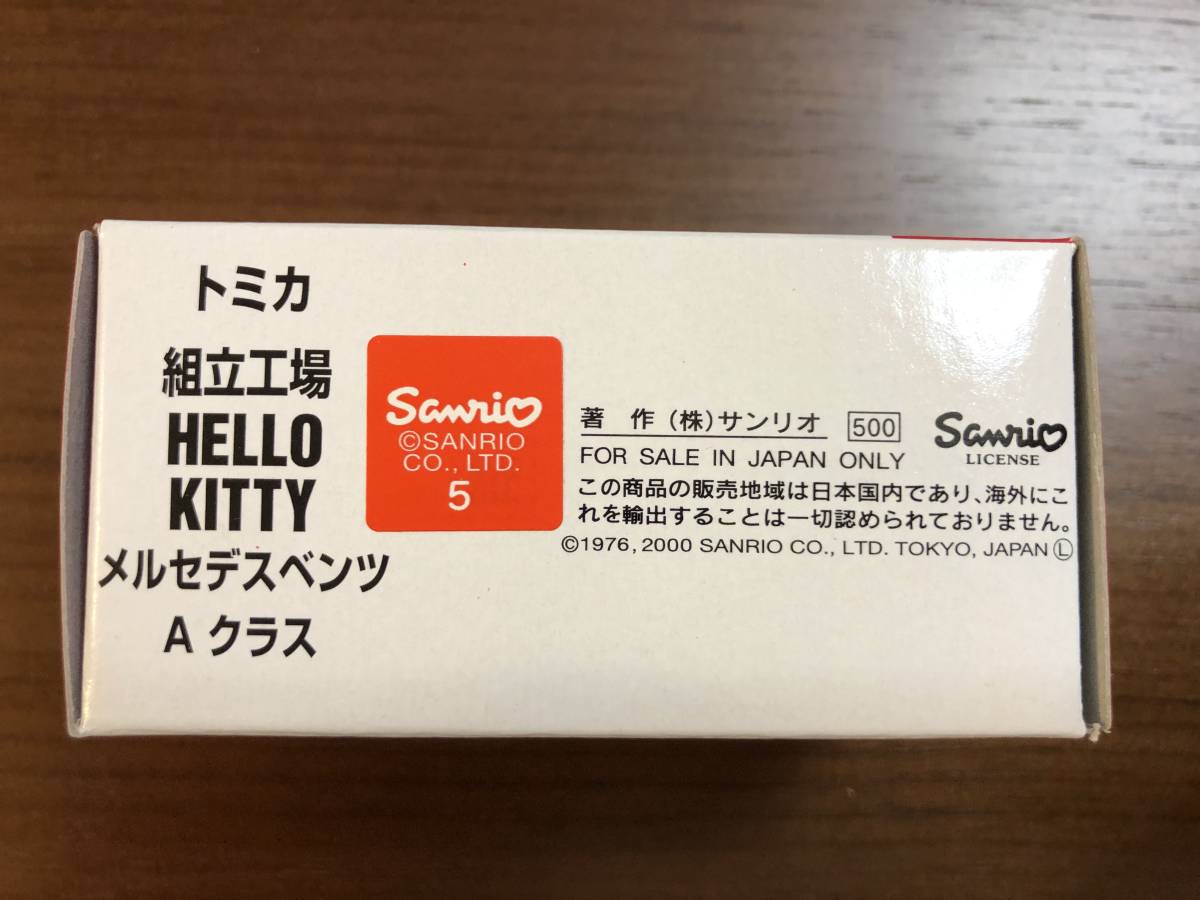 トミカ
組立工場
HELLO
KITTY
メルセデスベンツ
A クラス
Sanrio
©SANRIO
CO., LTD.
5
著 作 (株)サンリオ 500
FOR SALE IN JAPAN ONLY
Sanrio
LICENSE
この商品の販売地域は日本国内であり、海外にこ
れを輸出することは一切認められておりません。
©1976, 2000 SANRIO CO., LTD. TOKYO, JAPAN Ⓛ